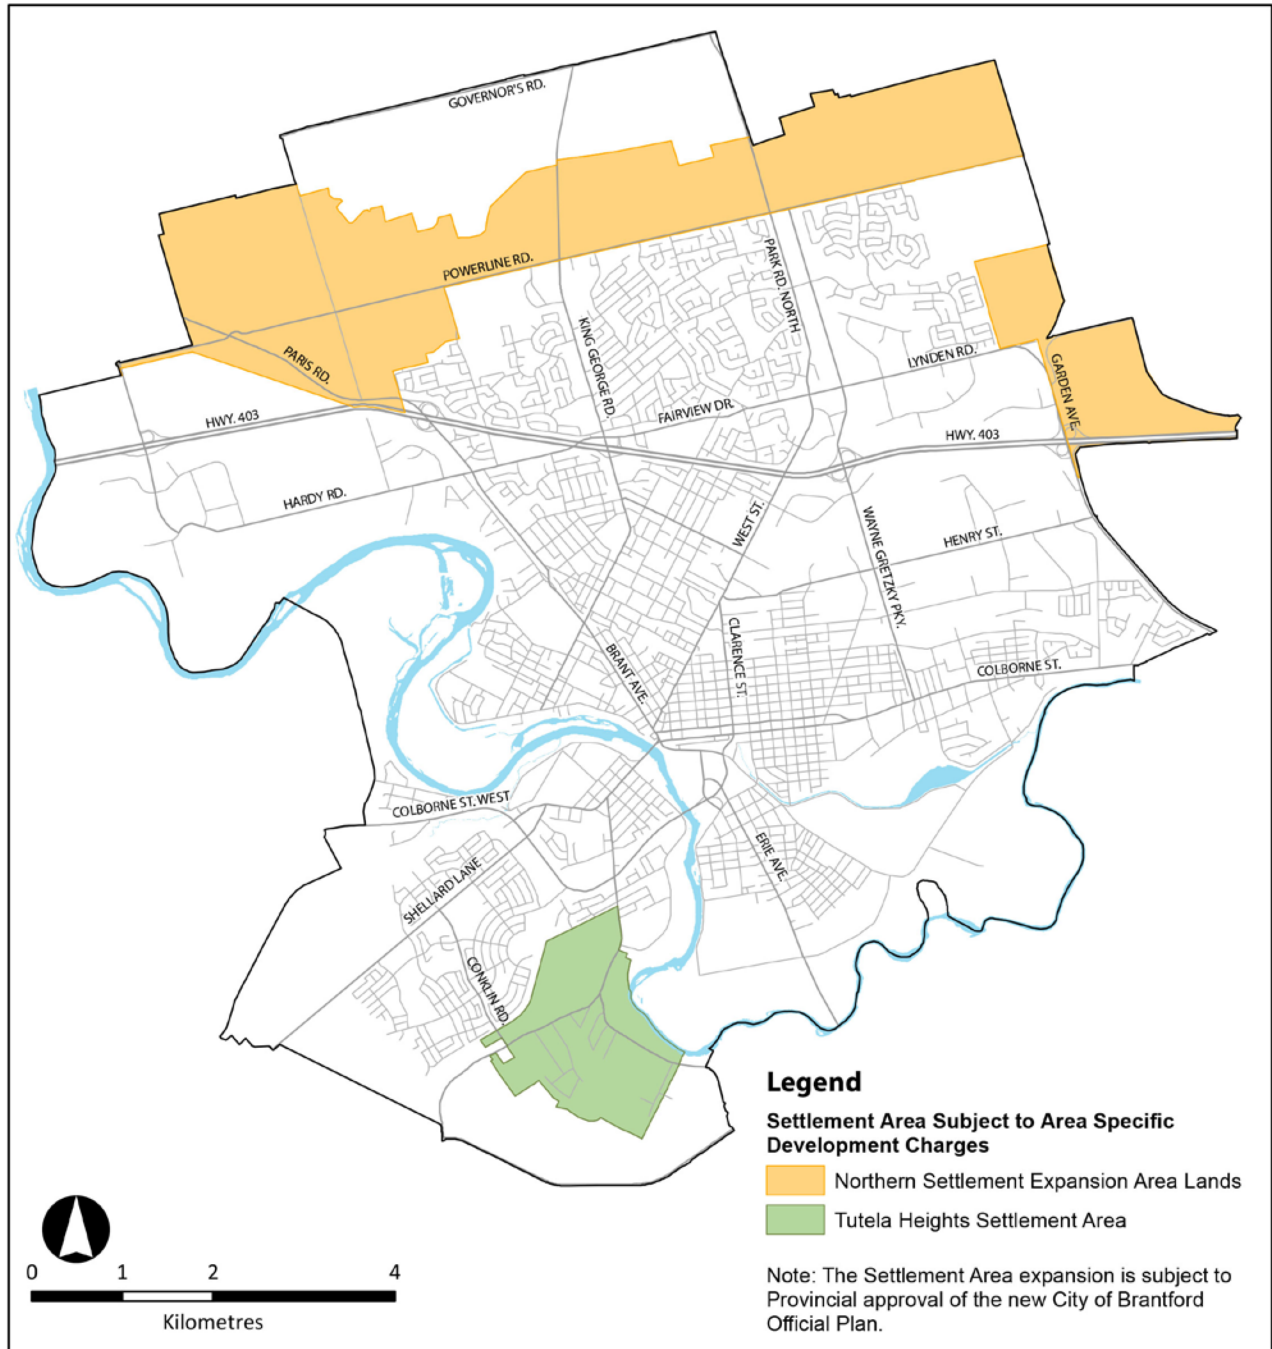 GOVERNOR'S RD.
POWERLINE RD.
PARK RD. NORTH
KING GEORGE RD.
PARIS RD.
LYNDEN RD.
GARDEN AVE.
FAIRVIEW DR.
HWY. 403
HWY. 403
HARDY RD.
WEST ST.
WAYNE GRETZKY PKY.
HENRY ST.
CLARENCE ST.
BRANT AVE.
COLBORNE ST.
COLBORNE ST. WEST
ERIE AVE.
SHELLARD LANE
CONKLIN RD.
Legend
Settlement Area Subject to Area Specific
Development Charges
Northern Settlement Expansion Area Lands
Tutela Heights Settlement Area
Note: The Settlement Area expansion is subject to
Provincial approval of the new City of Brantford
Official Plan.
0 1 2 4
Kilometres